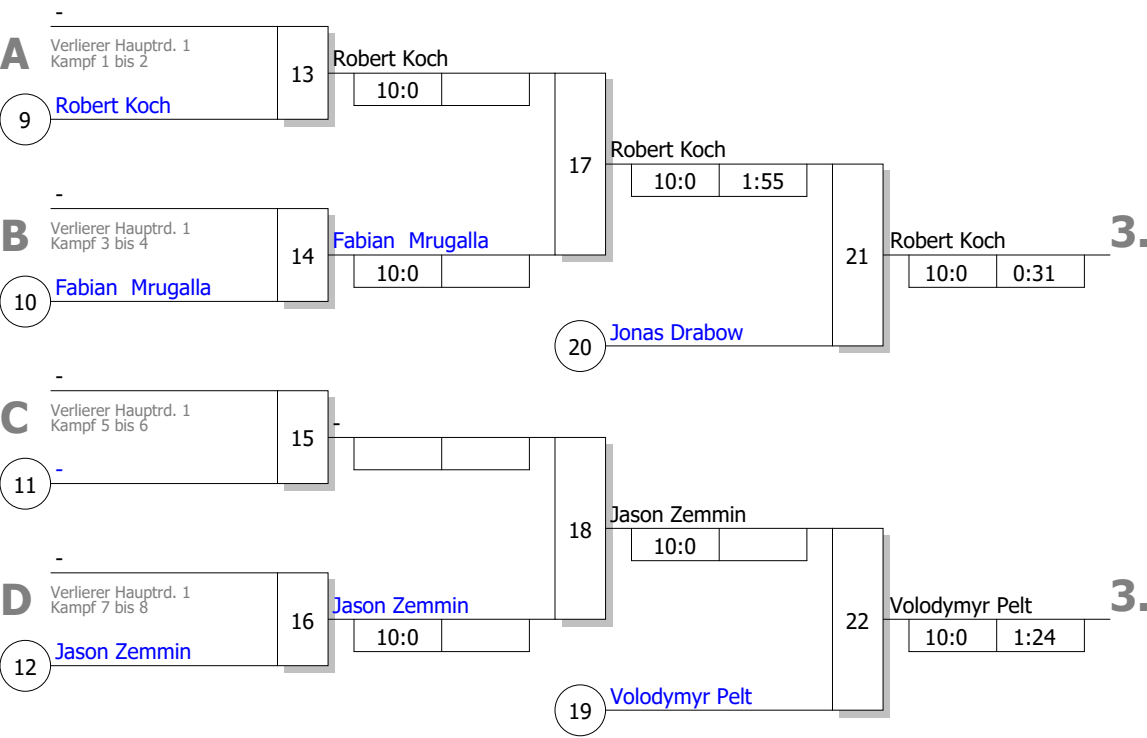 -
A
Verlierer Hauptrd. 1
Kampf 1 bis 2
13
Robert Koch
10:0
9
Robert Koch
17
Robert Koch
10:0 1:55
-
B
Verlierer Hauptrd. 1
Kampf 3 bis 4
14
Fabian Mrugalla
10:0
10
Fabian Mrugalla
21
Robert Koch
10:0 0:31
3.
20
Jonas Drabow
-
C
Verlierer Hauptrd. 1
Kampf 5 bis 6
15
-
11
-
18
Jason Zemmin
10:0
-
D
Verlierer Hauptrd. 1
Kampf 7 bis 8
16
Jason Zemmin
10:0
12
Jason Zemmin
22
Volodymyr Pelt
10:0 1:24
3.
19
Volodymyr Pelt